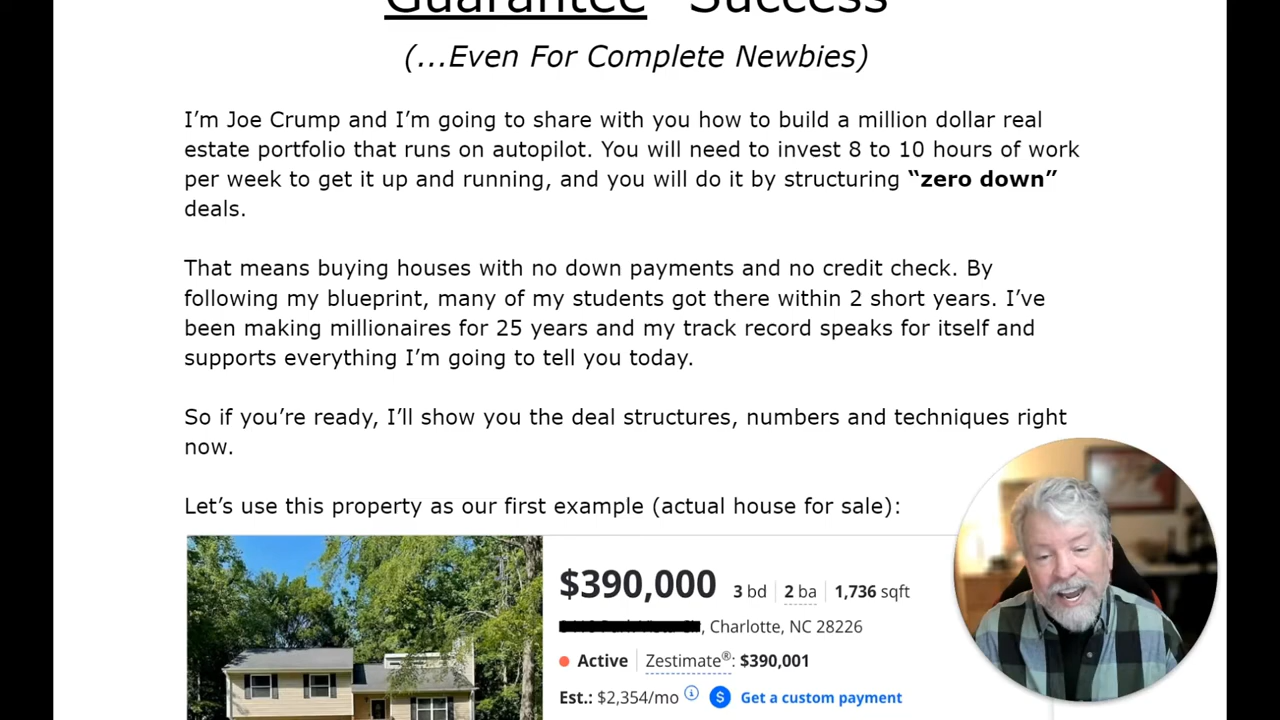 Guarantee" Success
(...Even For Complete Newbies)
I'm Joe Crump and I'm going to share with you how to build a million dollar real
estate portfolio that runs on autopilot. You will need to invest 8 to 10 hours of work
per week to get it up and running, and you will do it by structuring “zero down”
deals.
That means buying houses with no down payments and no credit check. By
following my blueprint, many of my students got there within 2 short years. I've
been making millionaires for 25 years and my track record speaks for itself and
supports everything I'm going to tell you today.
So if you're ready, I'll show you the deal structures, numbers and techniques right
now.
Let's use this property as our first example (actual house for sale):
$390,000 3 bd 2 ba 1,736 sqft
, Charlotte, NC 28226
Active Zestimate®: $390,001
Est.: $2,354/mo $ Get a custom payment